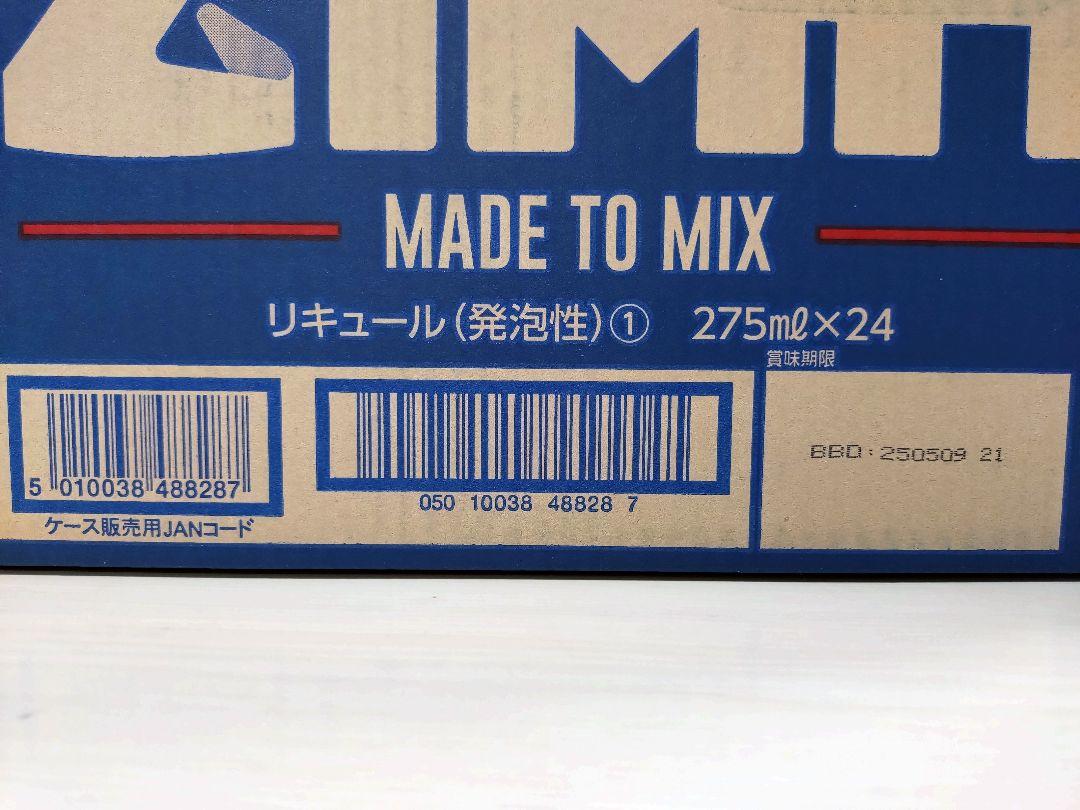 ZIMA
MADE TO MIX
リキュール(発泡性)① 275㎖×24
賞味期限
BBD:250509 21
5 010038 488287
ケース販売用JANコード
050 10038 48828 7